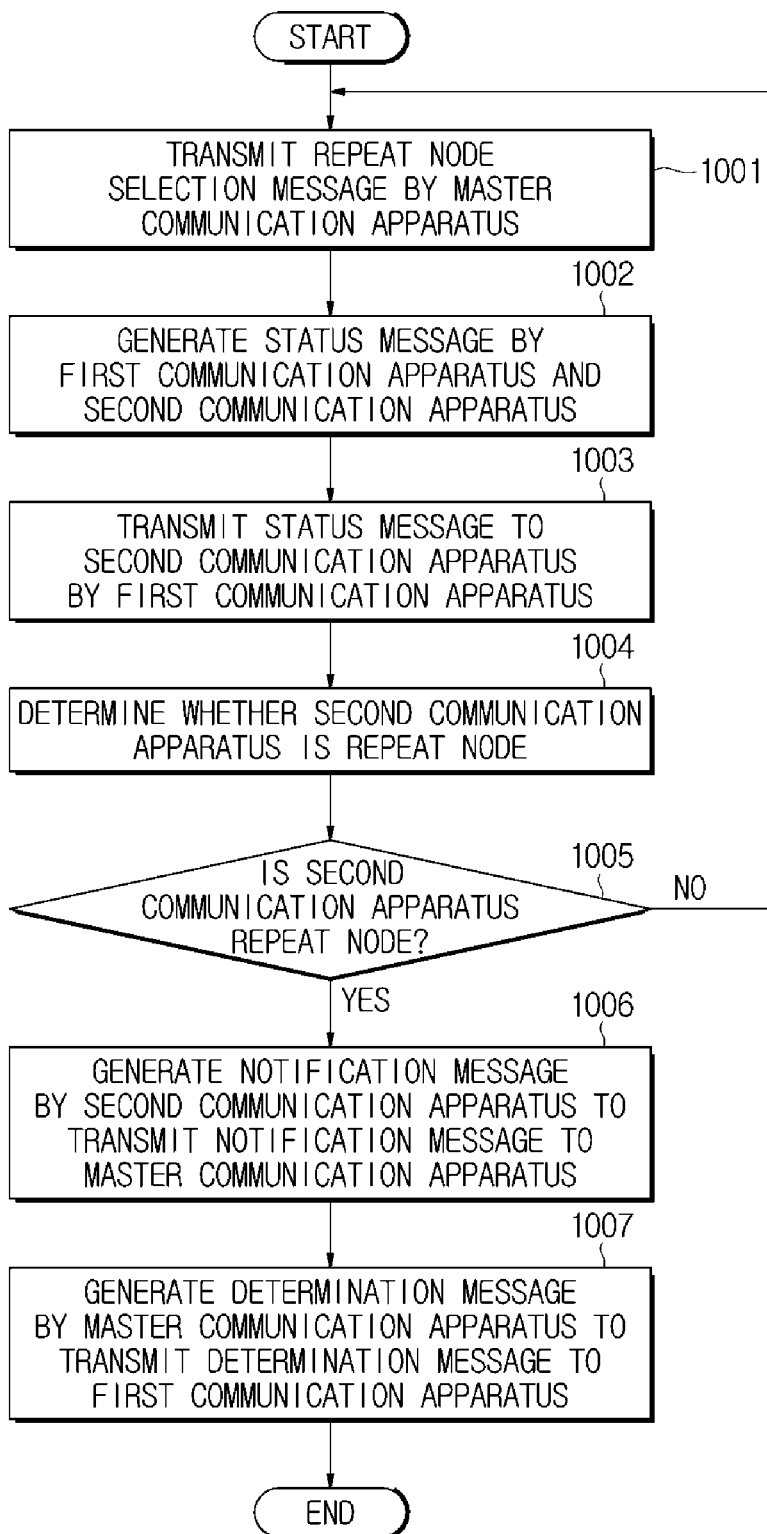 START
TRANSMIT REPEAT NODE
SELECTION MESSAGE BY MASTER
COMMUNICATION APPARATUS
1001
1002
GENERATE STATUS MESSAGE BY
FIRST COMMUNICATION APPARATUS AND
SECOND COMMUNICATION APPARATUS
1003
TRANSMIT STATUS MESSAGE TO
SECOND COMMUNICATION APPARATUS
BY FIRST COMMUNICATION APPARATUS
1004
DETERMINE WHETHER SECOND COMMUNICATION
APPARATUS IS REPEAT NODE
1005
IS SECOND
COMMUNICATION APPARATUS
REPEAT NODE?
NO
YES
1006
GENERATE NOTIFICATION MESSAGE
BY SECOND COMMUNICATION APPARATUS TO
TRANSMIT NOTIFICATION MESSAGE TO
MASTER COMMUNICATION APPARATUS
1007
GENERATE DETERMINATION MESSAGE
BY MASTER COMMUNICATION APPARATUS TO
TRANSMIT DETERMINATION MESSAGE TO
FIRST COMMUNICATION APPARATUS
END